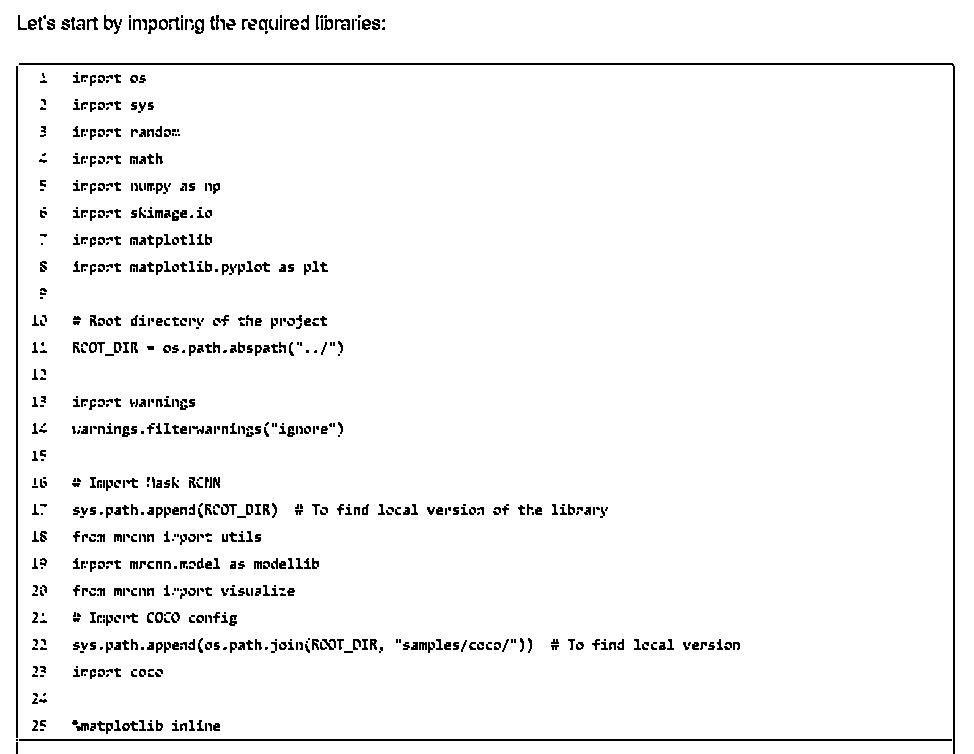 Let's start by importing the required libraries:
1 import os
2 import sys
3 import random
4 import math
5 import numpy as np
6 import skimage.io
7 import matplotlib
8 import matplotlib.pyplot as plt
9
10 # Root directory of the project
11 ROOT_DIR = os.path.abspath("../")
12
13 import warnings
14 warnings.filterwarnings("ignore")
15
16 # Import Mask RCNN
17 sys.path.append(ROOT_DIR)  # To find local version of the library
18 from mrcnn import utils
19 import mrcnn.model as modellib
20 from mrcnn import visualize
21 # Import COCO config
22 sys.path.append(os.path.join(ROOT_DIR, "samples/coco/"))  # To find local version
23 import coco
24
25 %matplotlib inline